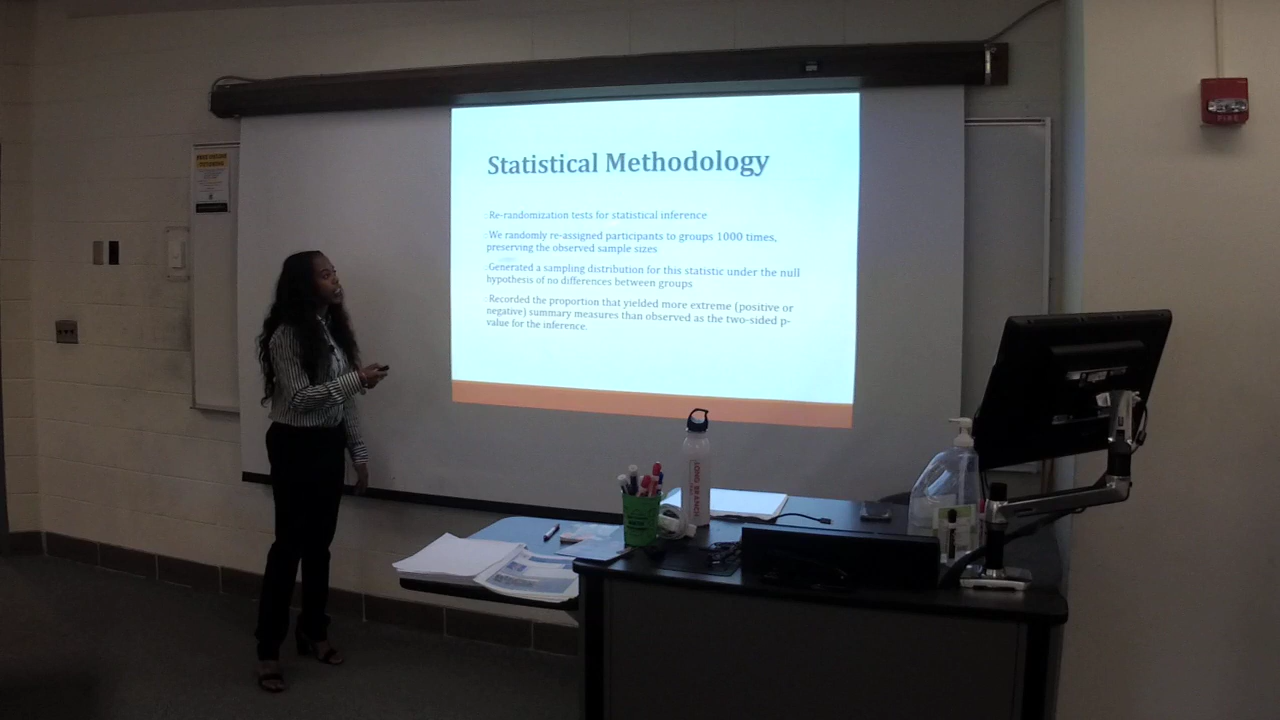 Statistical Methodology
Re-randomization tests for statistical inference
We randomly re-assigned participants to groups 1000 times,
preserving the observed sample sizes
Generated a sampling distribution for this statistic under the null
hypothesis of no differences between groups
Recorded the proportion that yielded more extreme (positive or
negative) summary measures than observed as the two-sided p-
value for the inference.
FIRE
LONG BRANCH